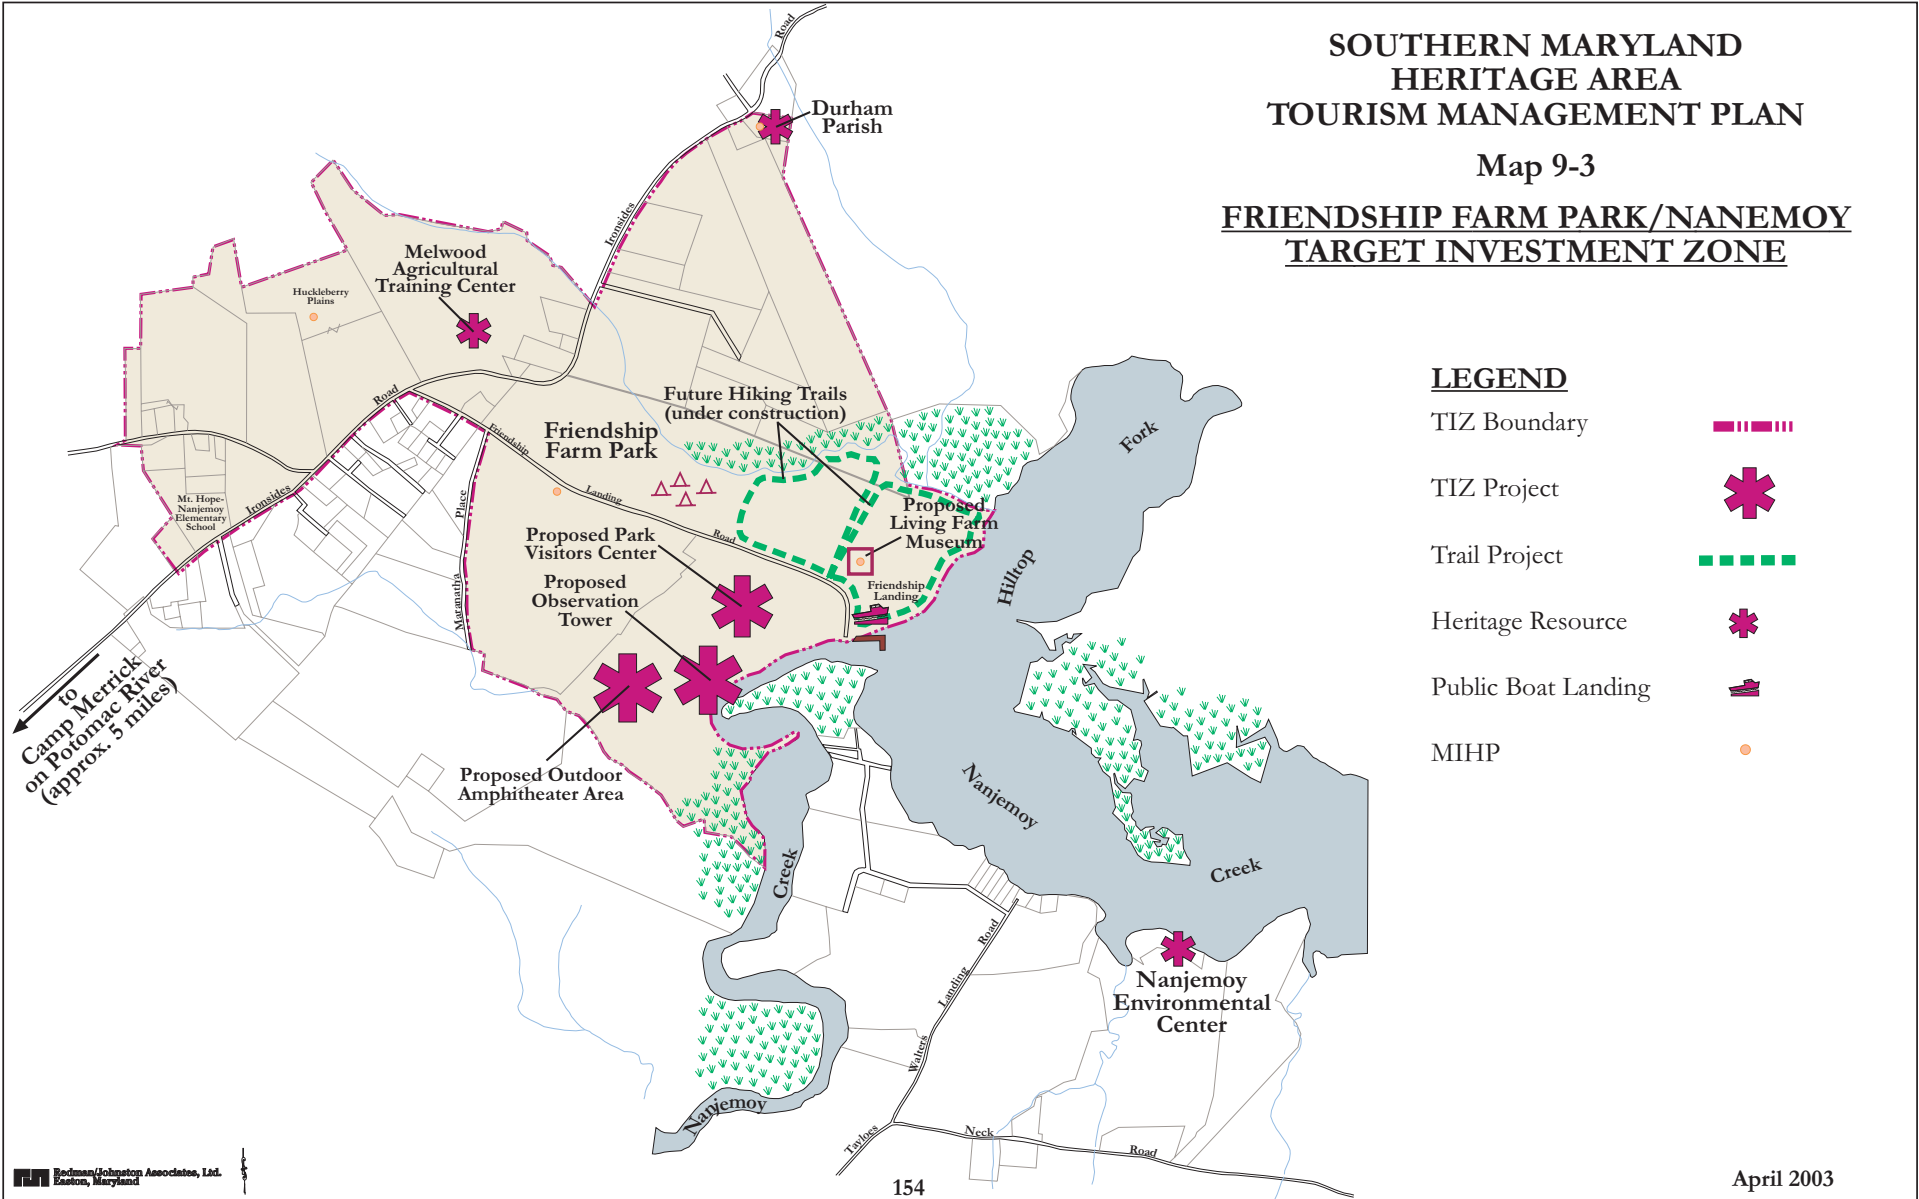 SOUTHERN MARYLAND
HERITAGE AREA
TOURISM MANAGEMENT PLAN
Map 9-3
FRIENDSHIP FARM PARK/NANEMOY
TARGET INVESTMENT ZONE
LEGEND
TIZ Boundary
TIZ Project
Trail Project
Heritage Resource
Public Boat Landing
MIHP
Road
Durham
Parish
Ironsides
Melwood
Agricultural
Training Center
Huckleberry
Plains
Road
Future Hiking Trails
(under construction)
Friendship
Farm Park
Friendship
Landing
Road
Fork
Hilltop
Mt. Hope-
Nanjemoy
Elementary
School
Ironsides
Place
Maranatha
Proposed
Living Farm
Museum
Proposed Park
Visitors Center
Proposed
Observation
Tower
Friendship
Landing
to
Camp Merrick
on Potomac River
(approx. 5 miles)
Proposed Outdoor
Amphitheater Area
Nanjemoy
Creek
Creek
Nanjemoy
Road
Landing
Walters
Nanjemoy
Environmental
Center
Tayloes
Neck
Road
Redman/Johnston Associates, Ltd.
Easton, Maryland
154
April 2003